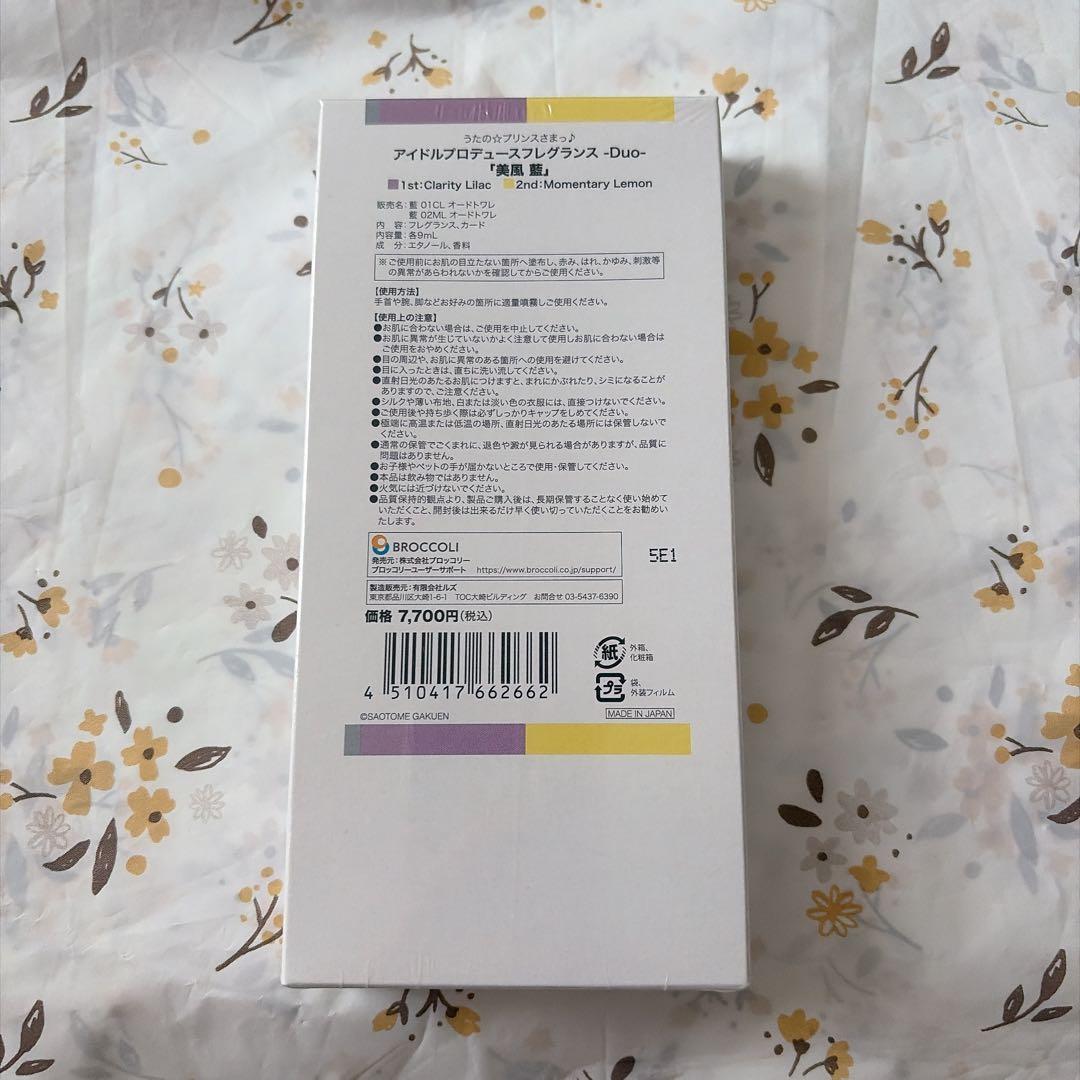 うたの☆プリンスさまっ♪
アイドルプロデュースフレグランス -Duo-
「美風 藍」
1st:Clarity Lilac 2nd:Momentary Lemon
販売名:藍 01CL オードトワレ
藍 02ML オードトワレ
内 容:フレグランス、カード
内容量:各9mL
成 分:エタノール、香料
※ご使用前にお肌の目立たない箇所へ塗布し、赤み、はれ、かゆみ、刺激等
の異常があらわれないかを確認してからご使用ください。
【使用方法】
手首や腕、脚などお好みの箇所に適量噴霧しご使用ください。
【使用上の注意】
●お肌に合わない場合は、ご使用を中止してください。
●お肌に異常が生じていないかよく注意して使用しお肌に合わない場合は
ご使用をおやめください。
●目の周辺や、お肌に異常のある箇所への使用を避けてください。
●目に入ったときは、直ちに洗い流してください。
●直射日光のあたるお肌につけますと、まれにかぶれたり、シミになることが
ありますので、ご注意ください。
●シルクや薄い布地、白または淡い色の衣服には、直接つけないでください。
●ご使用後や持ち歩く際は必ずしっかりキャップをしめてください。
●極端に高温または低温の場所、直射日光のあたる場所には保管しないで
ください。
●通常の保管でごくまれに、退色や澱が見られる場合がありますが、品質に
問題はありません。
●お子様やペットの手が届かないところで使用・保管してください。
●本品は飲み物ではありません。
●火気には近づけないでください。
●品質保持的観点より、製品ご購入後は、長期保管することなく使い始めて
いただくこと、開封後は出来るだけ早く使い切っていただくことをお勧めい
たします。
BROCCOLI
発売元:株式会社ブロッコリー
ブロッコリーユーザーサポート https://www.broccoli.co.jp/support/
5E1
製造販売元:有限会社ルズ
東京都品川区大崎1-6-1 TOC大崎ビルディング お問合せ 03-5437-6390
価格 7,700円(税込)
4 510417 662662
紙 外箱、
化粧箱
プラ 袋、
外装フィルム
©SAOTOME GAKUEN
MADE IN JAPAN